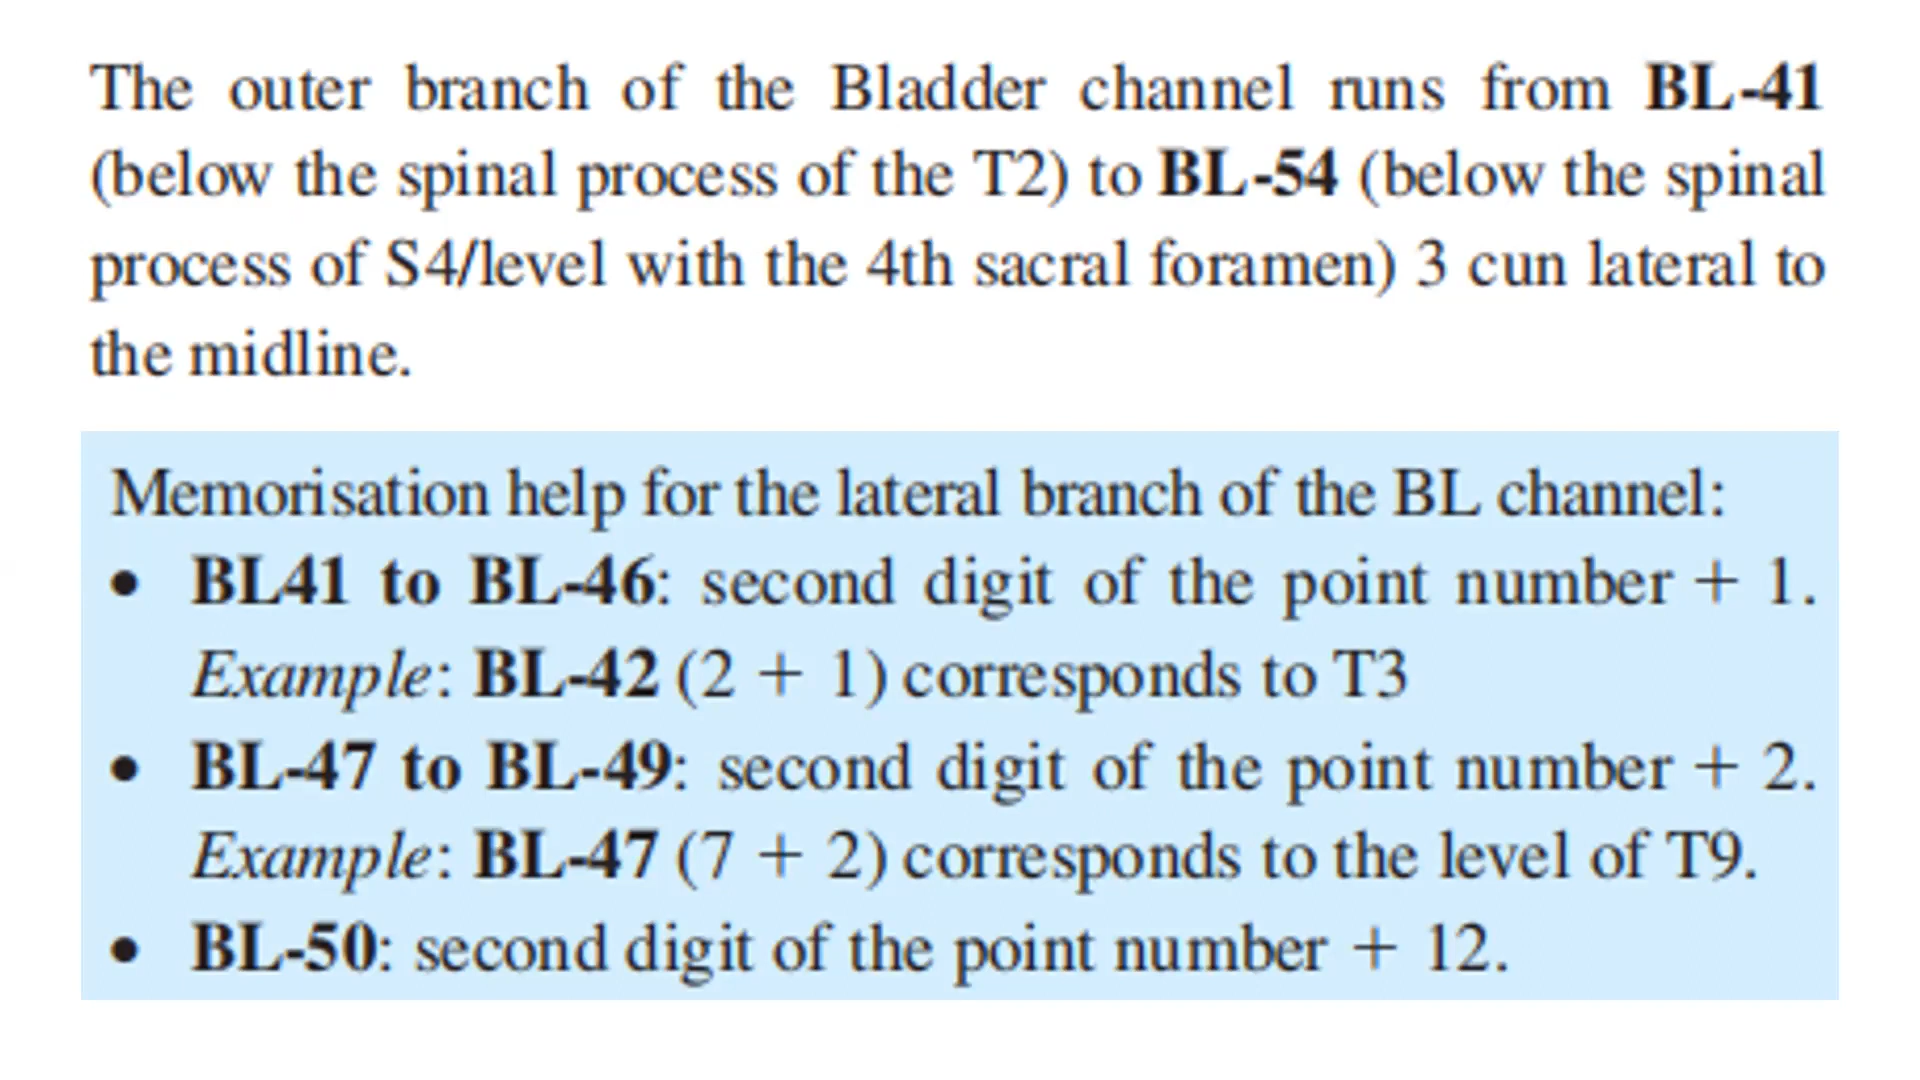 The outer branch of the Bladder channel runs from BL-41
(below the spinal process of the T2) to BL-54 (below the spinal
process of S4/level with the 4th sacral foramen) 3 cun lateral to
the midline.
Memorisation help for the lateral branch of the BL channel:
• BL41 to BL-46: second digit of the point number + 1.
Example: BL-42 (2 + 1) corresponds to T3
• BL-47 to BL-49: second digit of the point number + 2.
Example: BL-47 (7 + 2) corresponds to the level of T9.
• BL-50: second digit of the point number + 12.